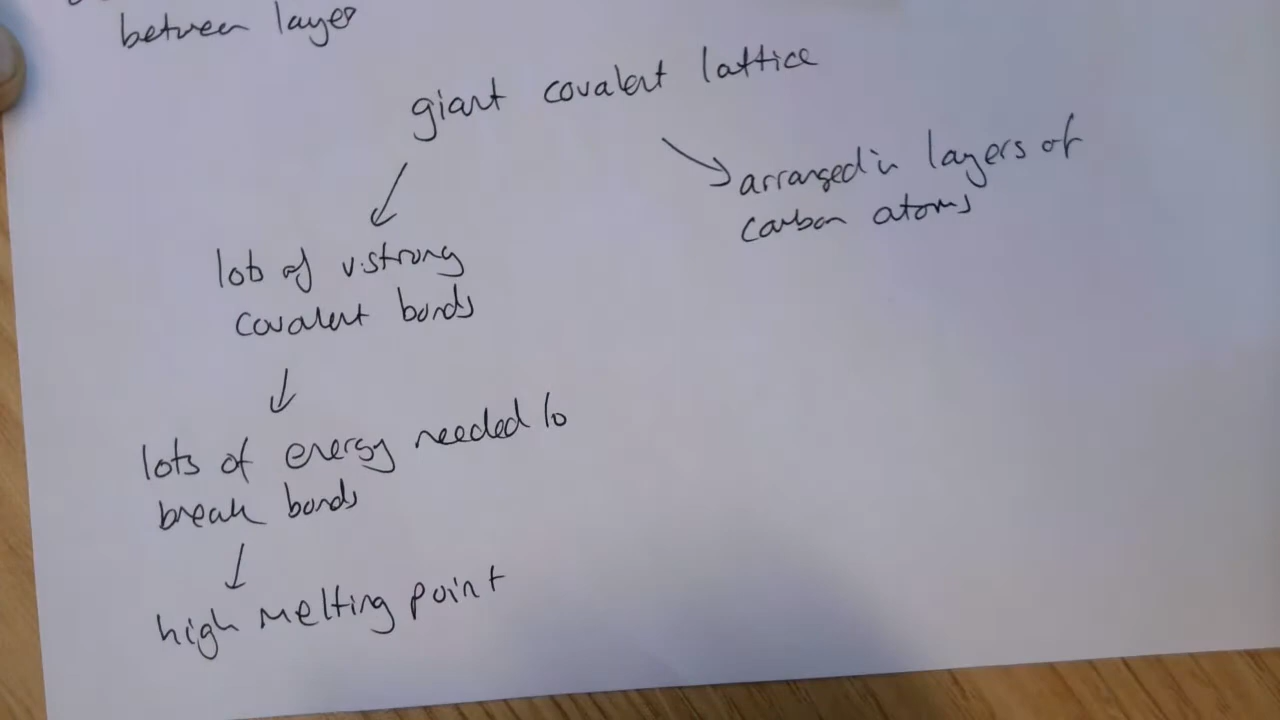 between layer
giant covalent lattice
arranged in layers of
carbon atoms
lots of v.strong
covalent bonds
lots of energy needed to
break bonds
high melting point